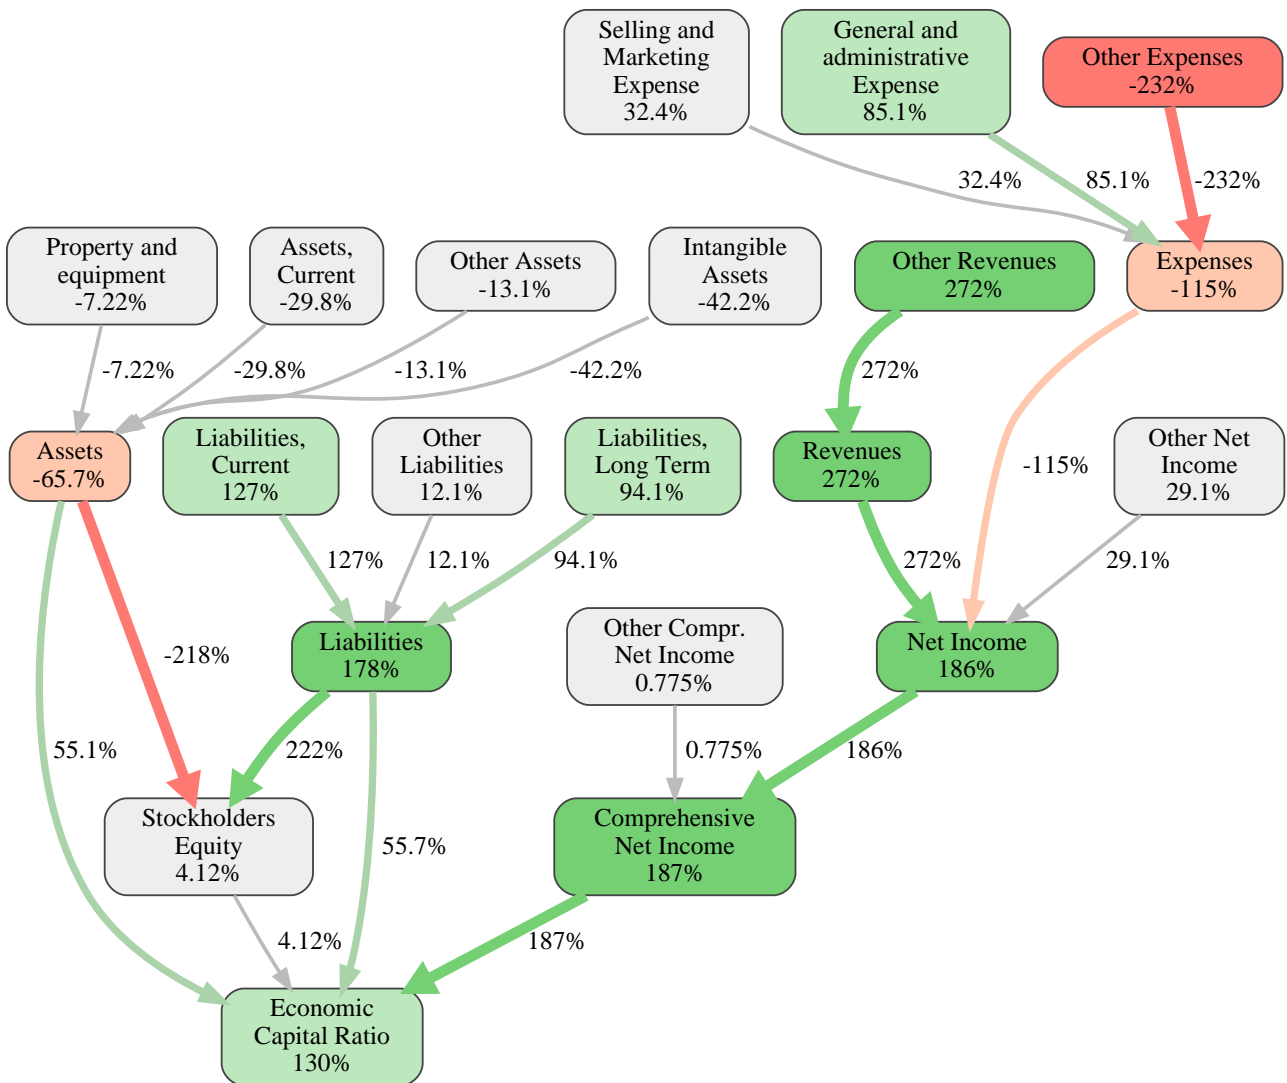 Selling and
Marketing
Expense
32.4%
General and
administrative
Expense
85.1%
Other Expenses
-232%
32.4%
85.1%
-232%
Property and
equipment
-7.22%
Assets,
Current
-29.8%
Other Assets
-13.1%
Intangible
Assets
-42.2%
Other Revenues
272%
Expenses
-115%
-7.22%
-29.8%
-13.1%
-42.2%
272%
Assets
-65.7%
Liabilities,
Current
127%
Other
Liabilities
12.1%
Liabilities,
Long Term
94.1%
Revenues
272%
-115%
Other Net
Income
29.1%
127%
12.1%
94.1%
272%
29.1%
-218%
Liabilities
178%
Other Compr.
Net Income
0.775%
Net Income
186%
55.1%
222%
0.775%
186%
Stockholders
Equity
4.12%
55.7%
Comprehensive
Net Income
187%
4.12%
187%
Economic
Capital Ratio
130%